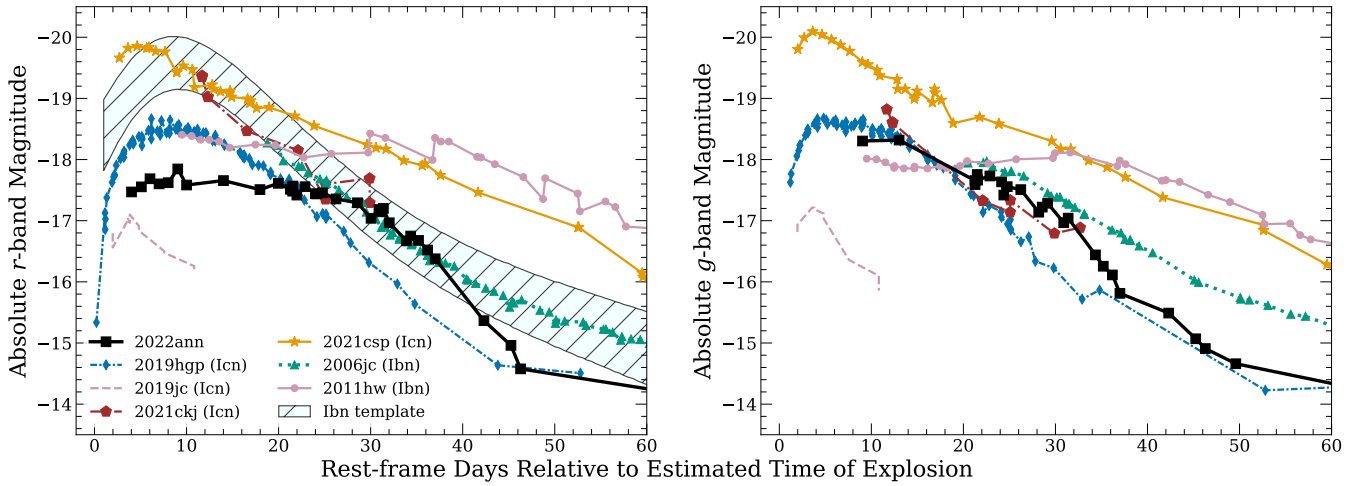 Absolute r-band Magnitude
−20
−19
−18
−17
−16
−15
−14
2022ann
2019hgp (Icn)
2019jc (Icn)
2021ckj (Icn)
2021csp (Icn)
2006jc (Ibn)
2011hw (Ibn)
Ibn template
0 10 20 30 40 50 60
Absolute g-band Magnitude
−20
−19
−18
−17
−16
−15
−14
0 10 20 30 40 50 60
Rest-frame Days Relative to Estimated Time of Explosion